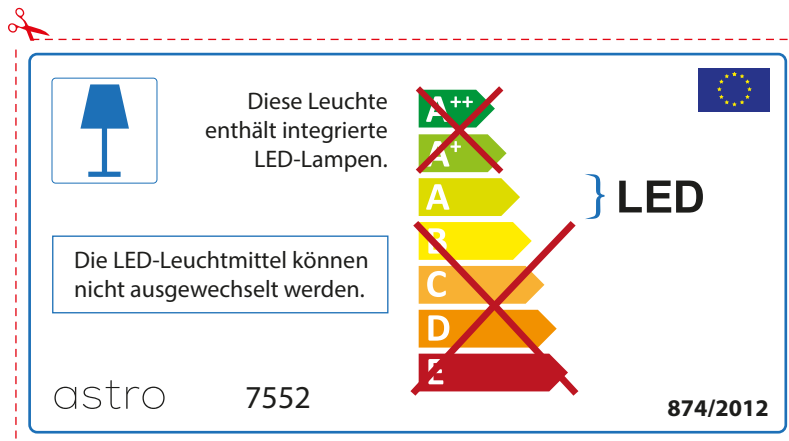 Diese Leuchte
enthält integrierte
LED-Lampen.
Die LED-Leuchtmittel können
nicht ausgewechselt werden.
A++
A+
A
B
C
D
E
LED
astro
7552
874/2012